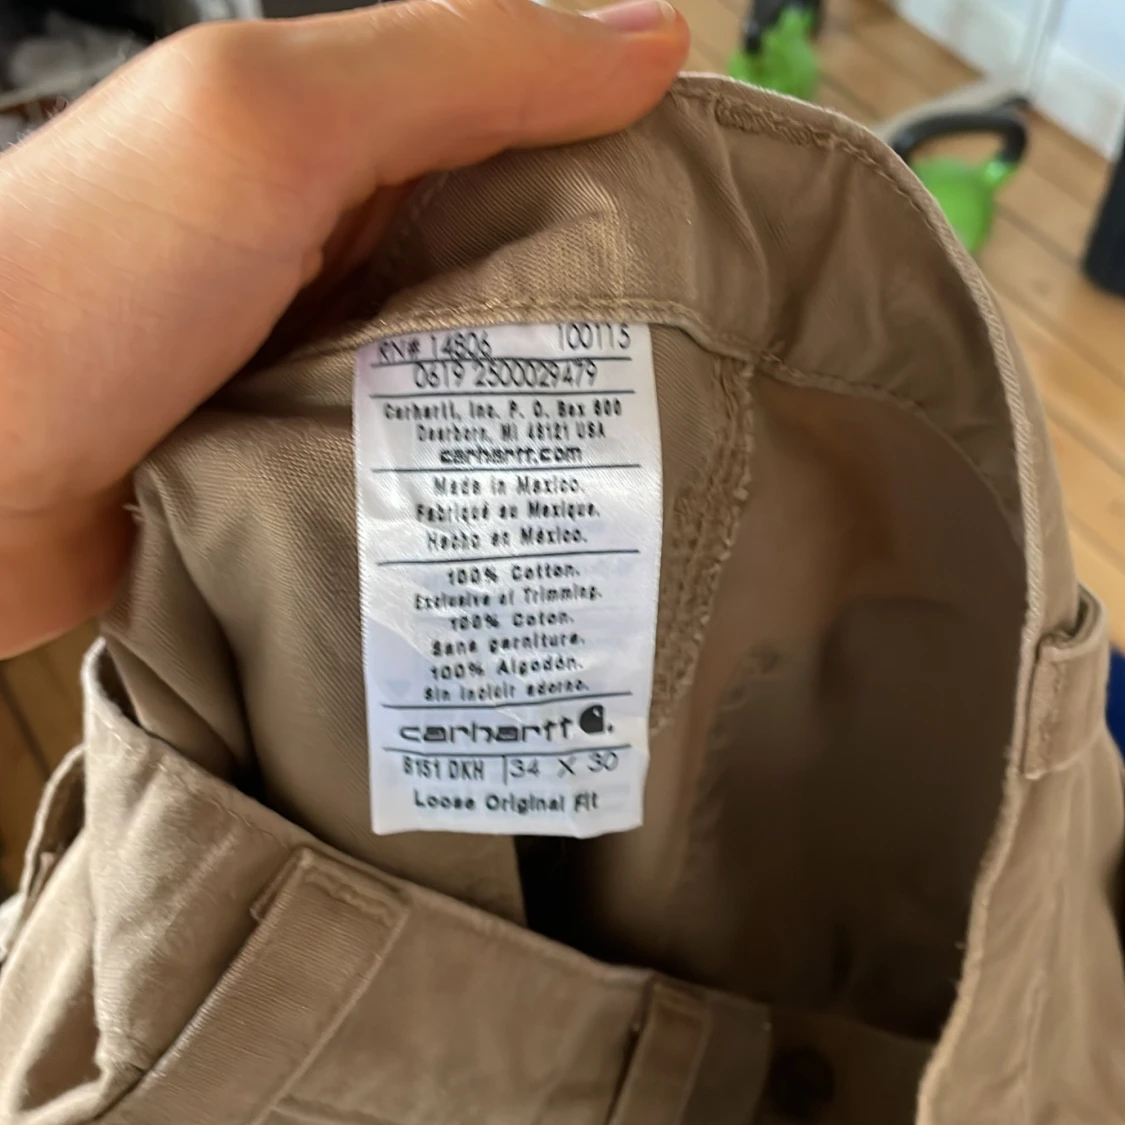 RN# 14806 100115
0619 2500029479
Carhartt, Inc. P. O. Box 600
Dearborn, MI 48121 USA
carhartt.com
Made in Mexico.
Fabriqué au Mexique.
Hecho en México.
100% Cotton.
Exclusive of Trimming.
100% Coton.
Sans garniture.
100% Algodón.
Sin incluir adorno.
carhartt
B151 DKH 34 X 30
Loose Original Fit